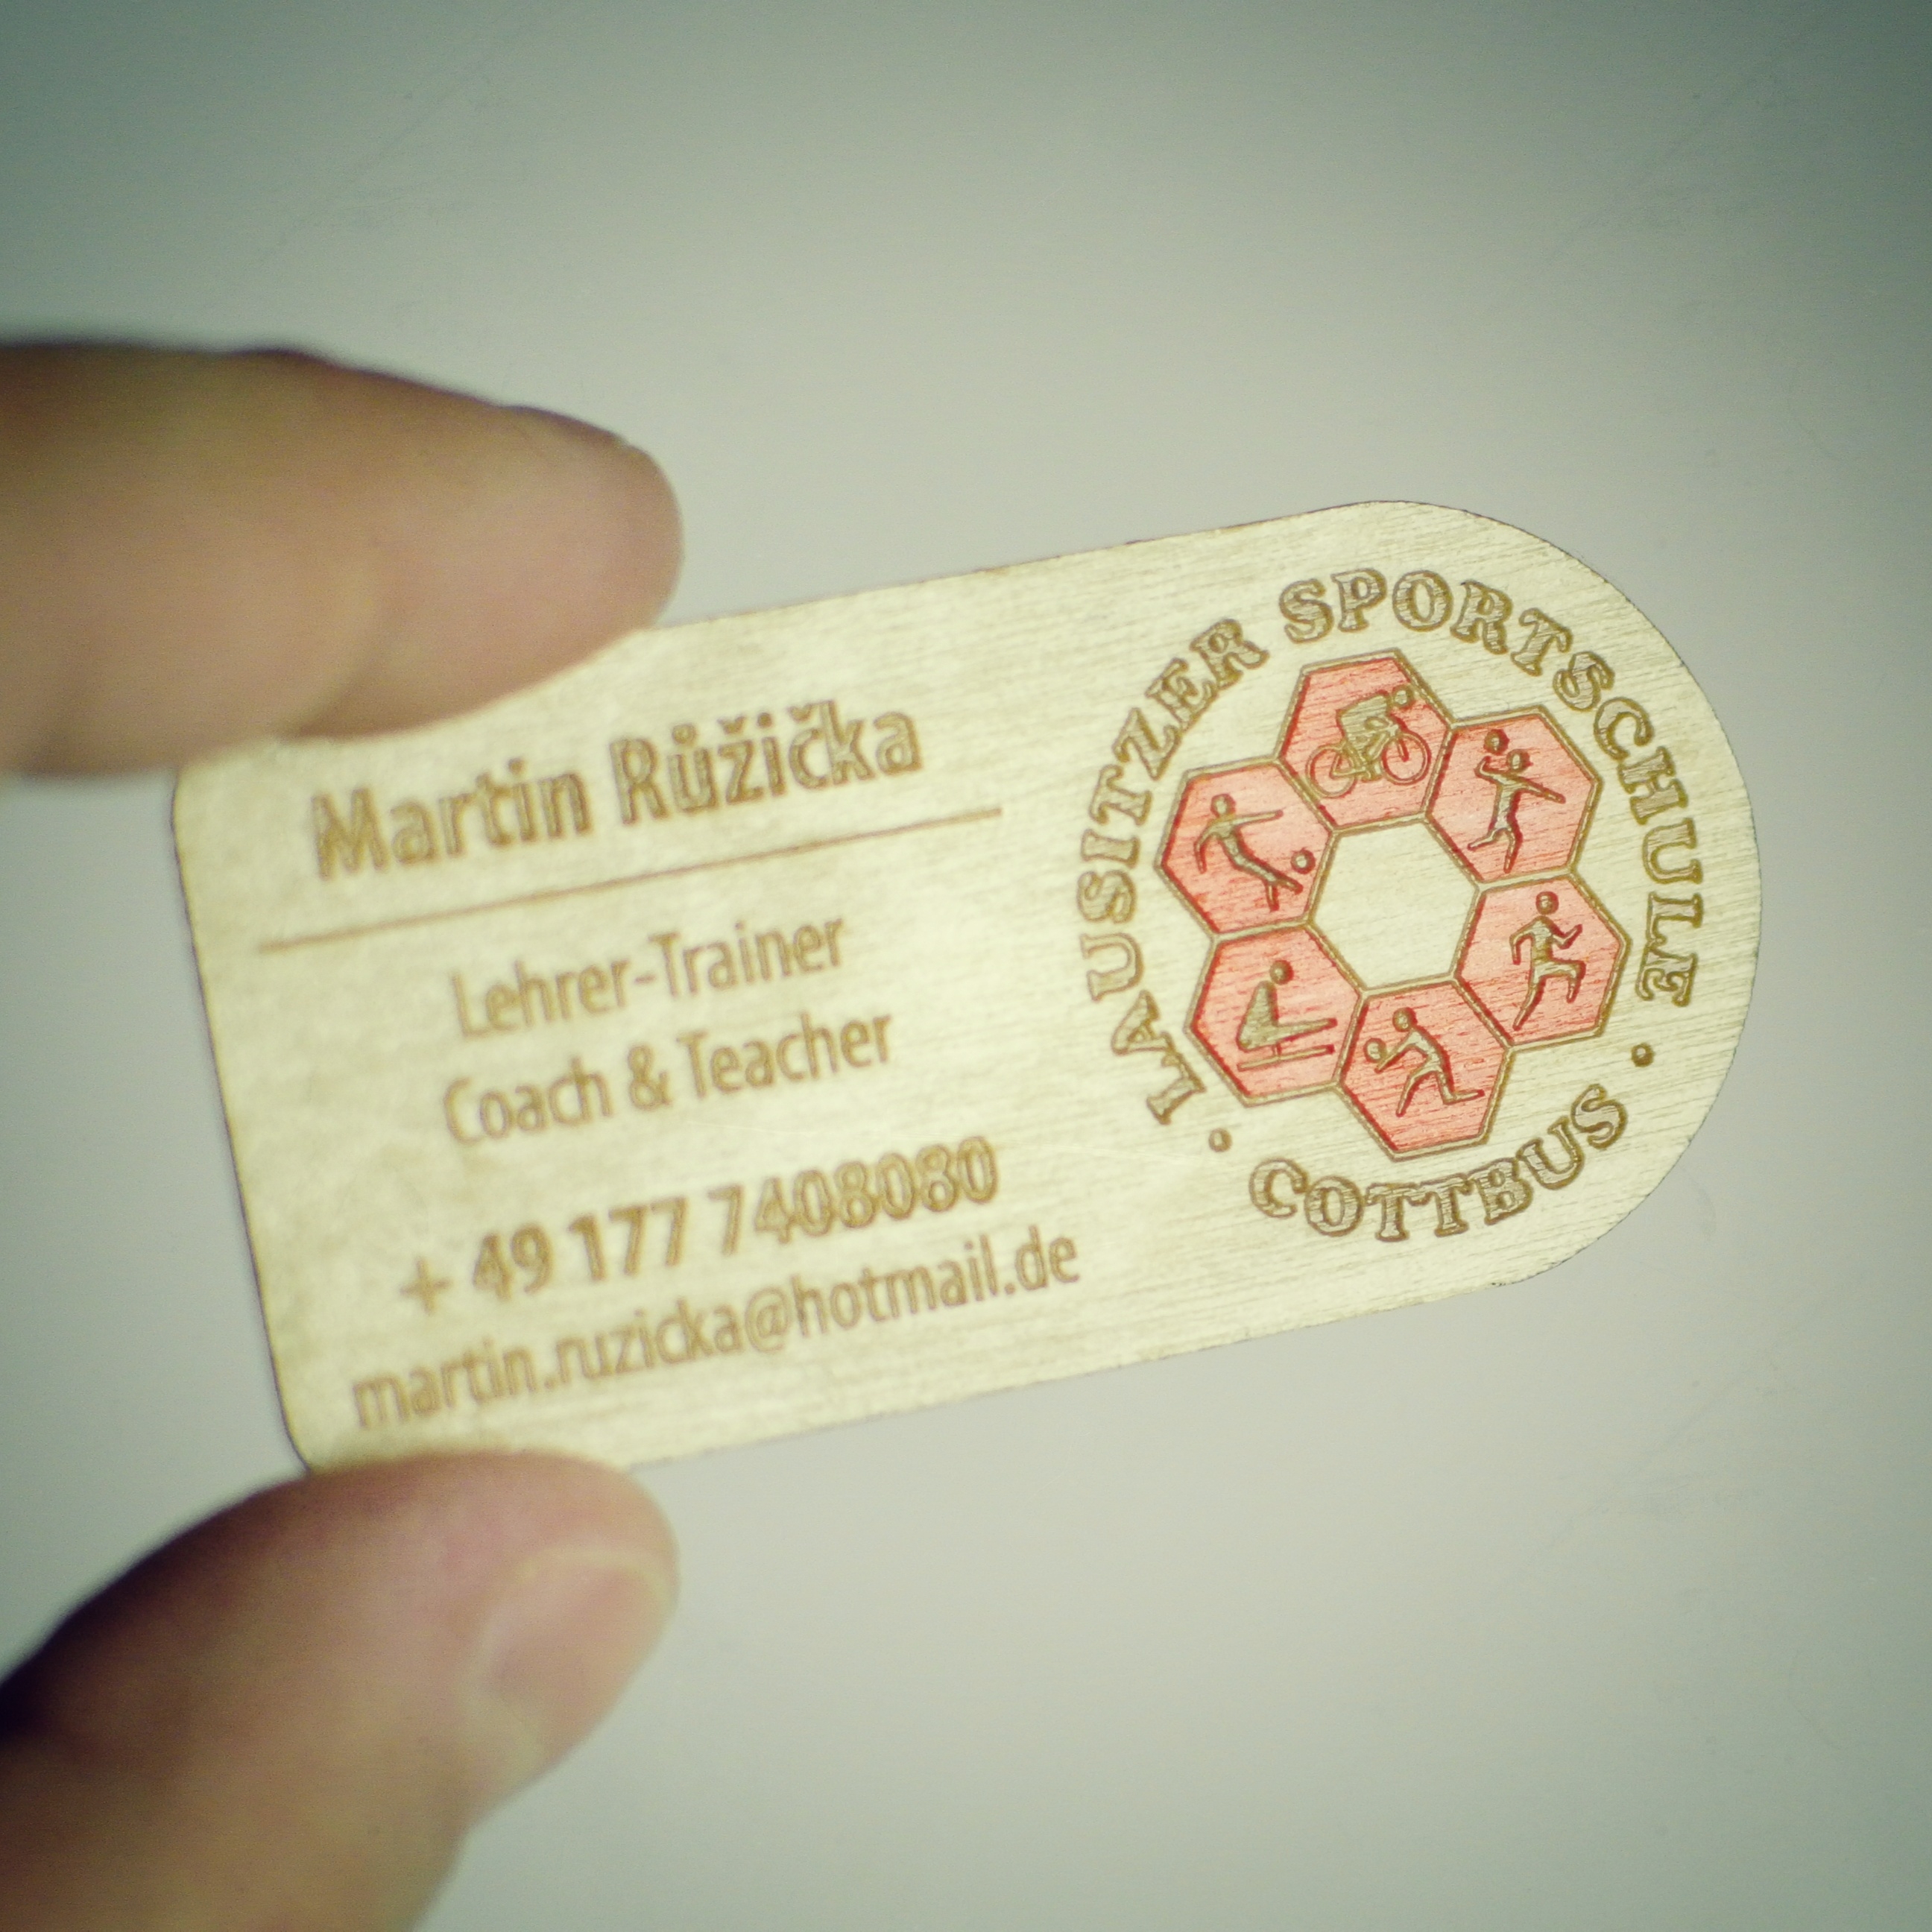 Martin Růžička
Lehrer-Trainer
Coach & Teacher
+ 49 177 7408080
martin.ruzicka@hotmail.de
LAUSITZER SPORTSCHULE
• COTTBUS •